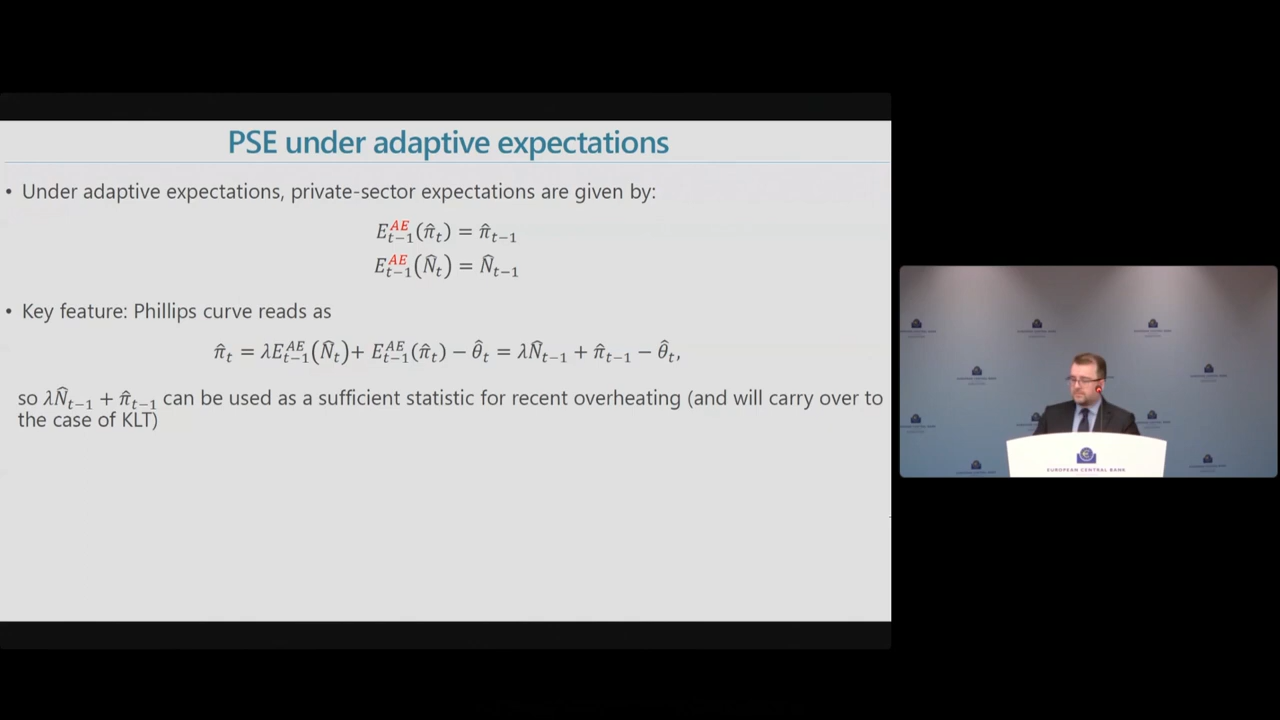 PSE under adaptive expectations
• Under adaptive expectations, private-sector expectations are given by:
E^{AE}_{t−1}(π̂_t) = π̂_{t−1}
E^{AE}_{t−1}(N̂_t) = N̂_{t−1}
• Key feature: Phillips curve reads as
π̂_t = λE^{AE}_{t−1}(N̂_t)+ E^{AE}_{t−1}(π̂_t) − θ̂_t = λN̂_{t−1} + π̂_{t−1} − θ̂_t,
so λN̂_{t−1} + π̂_{t−1} can be used as a sufficient statistic for recent overheating (and will carry over to
the case of KLT)
EUROPEAN CENTRAL BANK